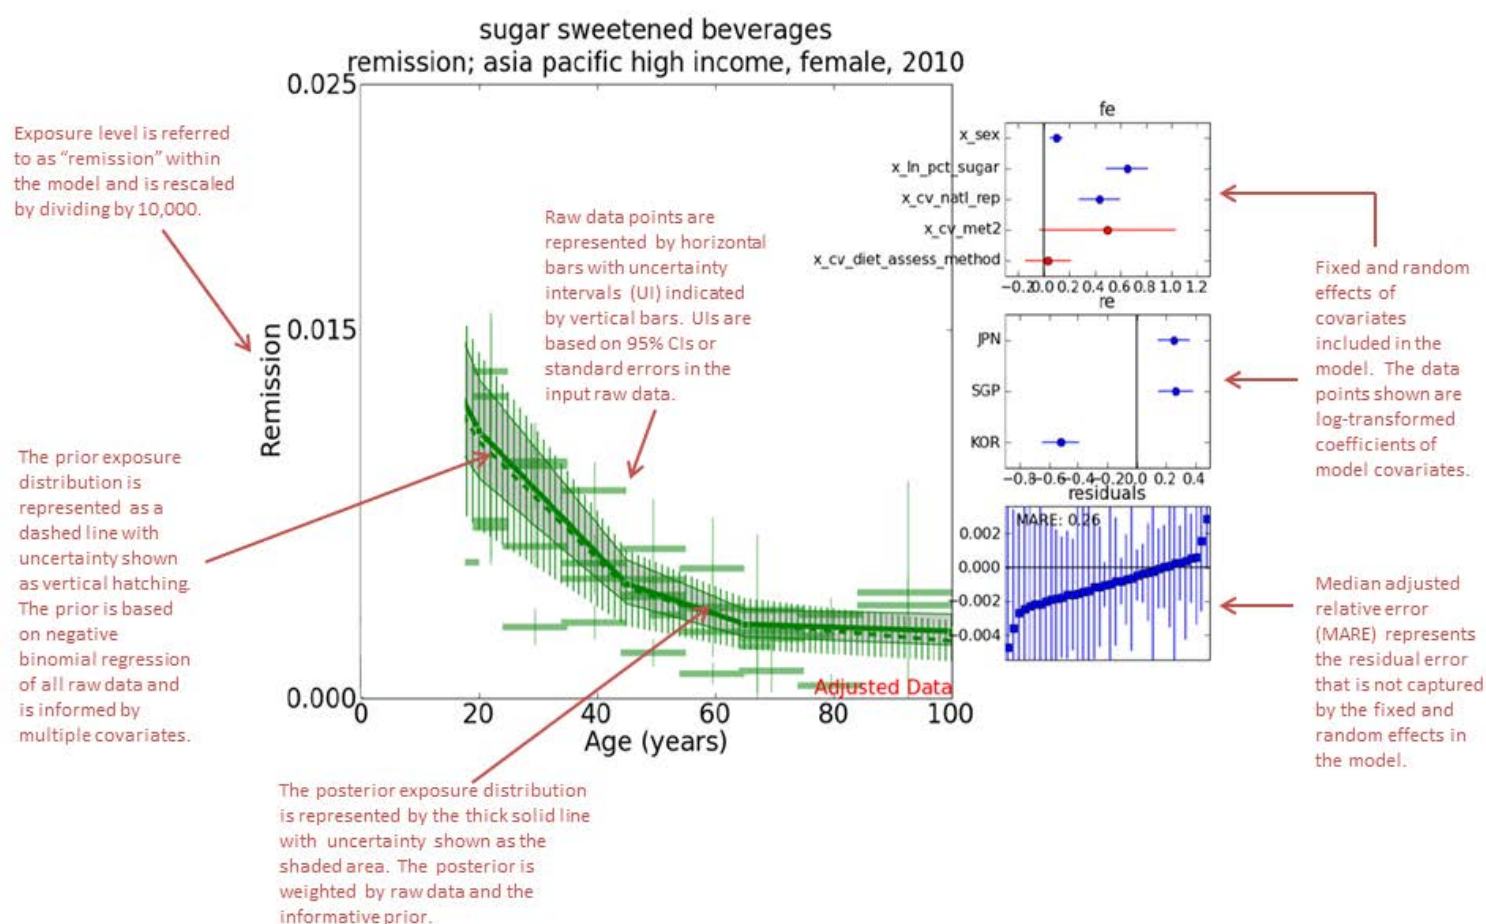 sugar sweetened beverages
remission; asia pacific high income, female, 2010
Exposure level is referred
to as “remission” within
the model and is rescaled
by dividing by 10,000.
The prior exposure
distribution is
represented as a
dashed line with
uncertainty shown
as vertical hatching.
The prior is based
on negative
binomial regression
of all raw data and
is informed by
multiple covariates.
Remission
0.025
0.015
0.000
Raw data points are
represented by horizontal
bars with uncertainty
intervals (UI) indicated
by vertical bars. UIs are
based on 95% CIs or
standard errors in the
input raw data.
Adjusted Data
0 20 40 60 80 100
Age (years)
The posterior exposure distribution
is represented by the thick solid line
with uncertainty shown as the
shaded area. The posterior is
weighted by raw data and the
informative prior.
fe
x_sex
x_ln_pct_sugar
x_cv_natl_rep
x_cv_met2
x_cv_diet_assess_method
−0.2 0.0 0.2 0.4 0.6 0.8 1.0 1.2
re
JPN
SGP
KOR
−0.8 −0.6 −0.4 −0.2 0.0 0.2 0.4
residuals
MARE: 0.26
0.002
0.000
−0.002
−0.004
Fixed and random
effects of
covariates
included in the
model. The data
points shown are
log-transformed
coefficients of
model covariates.
Median adjusted
relative error
(MARE) represents
the residual error
that is not captured
by the fixed and
random effects in
the model.